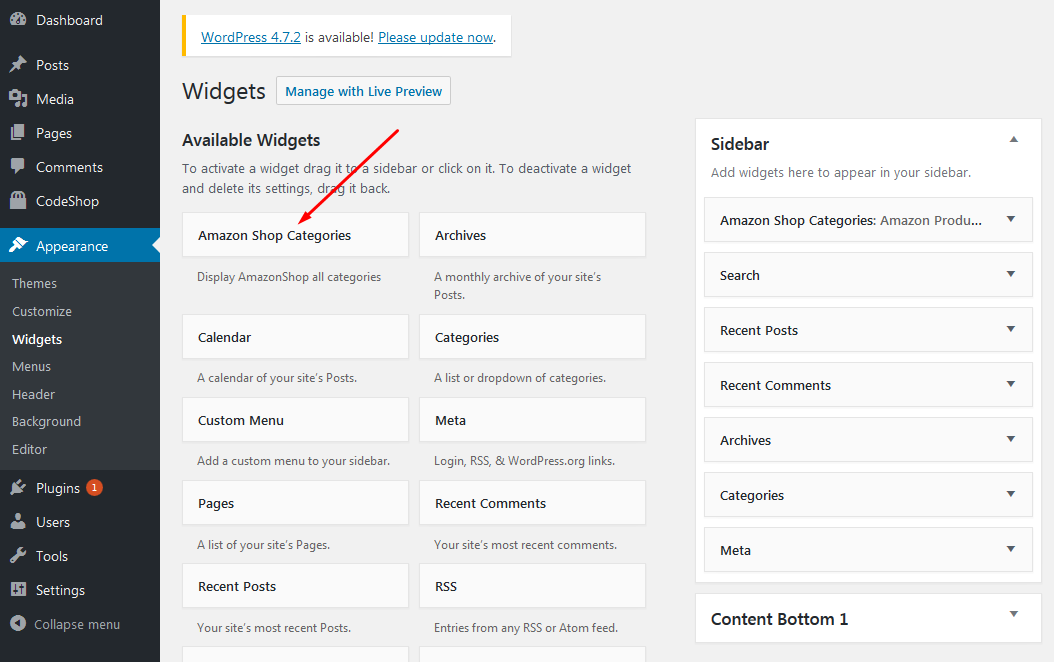 Dashboard
Posts
Media
Pages
Comments
CodeShop
Appearance
Themes
Customize
Widgets
Menus
Header
Background
Editor
Plugins 1
Users
Tools
Settings
Collapse menu
WordPress 4.7.2 is available! Please update now.
Widgets Manage with Live Preview
Available Widgets
To activate a widget drag it to a sidebar or click on it. To deactivate a widget
and delete its settings, drag it back.
Amazon Shop Categories
Display AmazonShop all categories
Archives
A monthly archive of your site's
Posts.
Calendar
A calendar of your site's Posts.
Categories
A list or dropdown of categories.
Custom Menu
Add a custom menu to your sidebar.
Meta
Login, RSS, & WordPress.org links.
Pages
A list of your site's Pages.
Recent Comments
Your site's most recent comments.
Recent Posts
Your site's most recent Posts.
RSS
Entries from any RSS or Atom feed.
Sidebar
Add widgets here to appear in your sidebar.
Amazon Shop Categories: Amazon Produ...
Search
Recent Posts
Recent Comments
Archives
Categories
Meta
Content Bottom 1